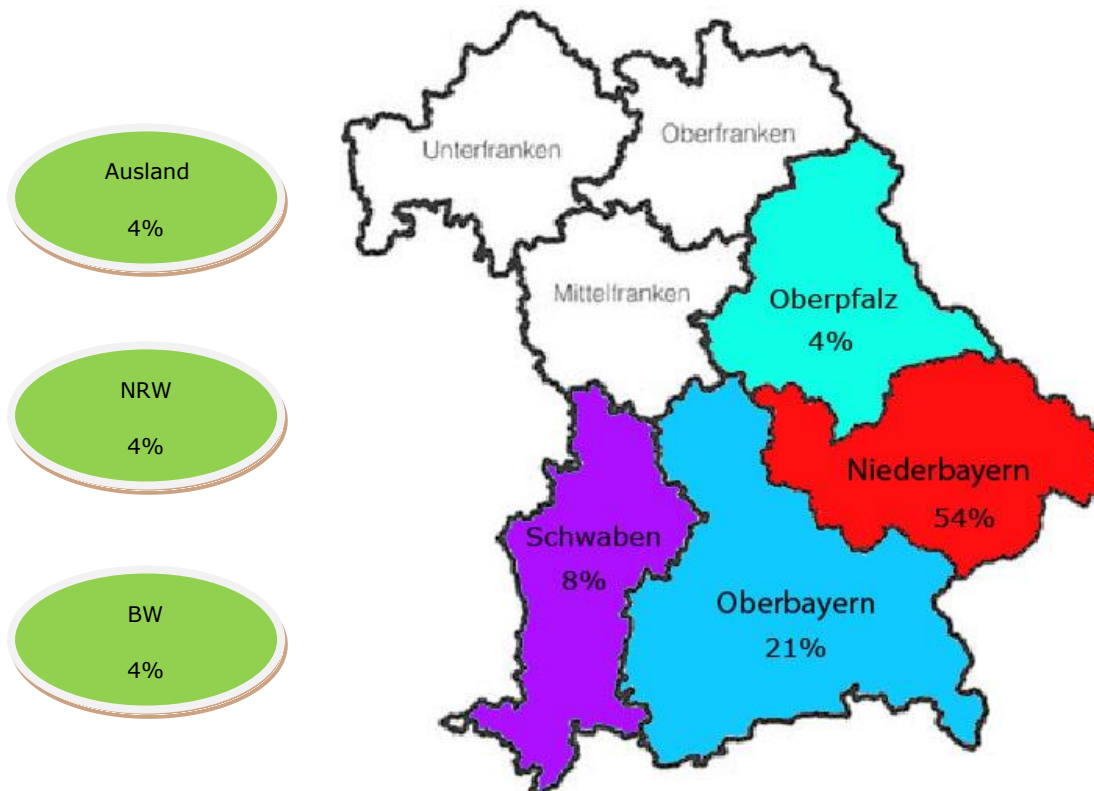 Ausland
4%
NRW
4%
BW
4%
Unterfranken
Oberfranken
Mittelfranken
Oberpfalz
4%
Niederbayern
54%
Schwaben
8%
Oberbayern
21%